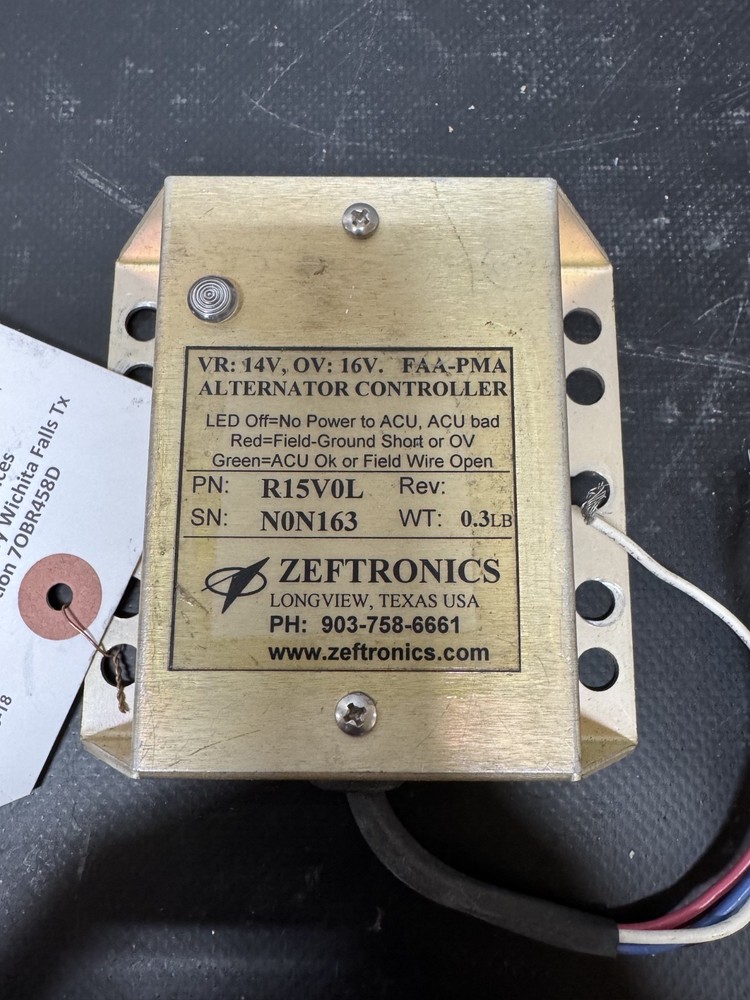 VR: 14V, OV: 16V. FAA-PMA
ALTERNATOR CONTROLLER
LED Off=No Power to ACU, ACU bad
Red=Field-Ground Short or OV
Green=ACU Ok or Field Wire Open
PN: R15V0L Rev:
SN: N0N163 WT: 0.3LB
ZEFTRONICS
LONGVIEW, TEXAS USA
PH: 903-758-6661
www.zeftronics.com
Wichita Falls Tx
7OBR458D